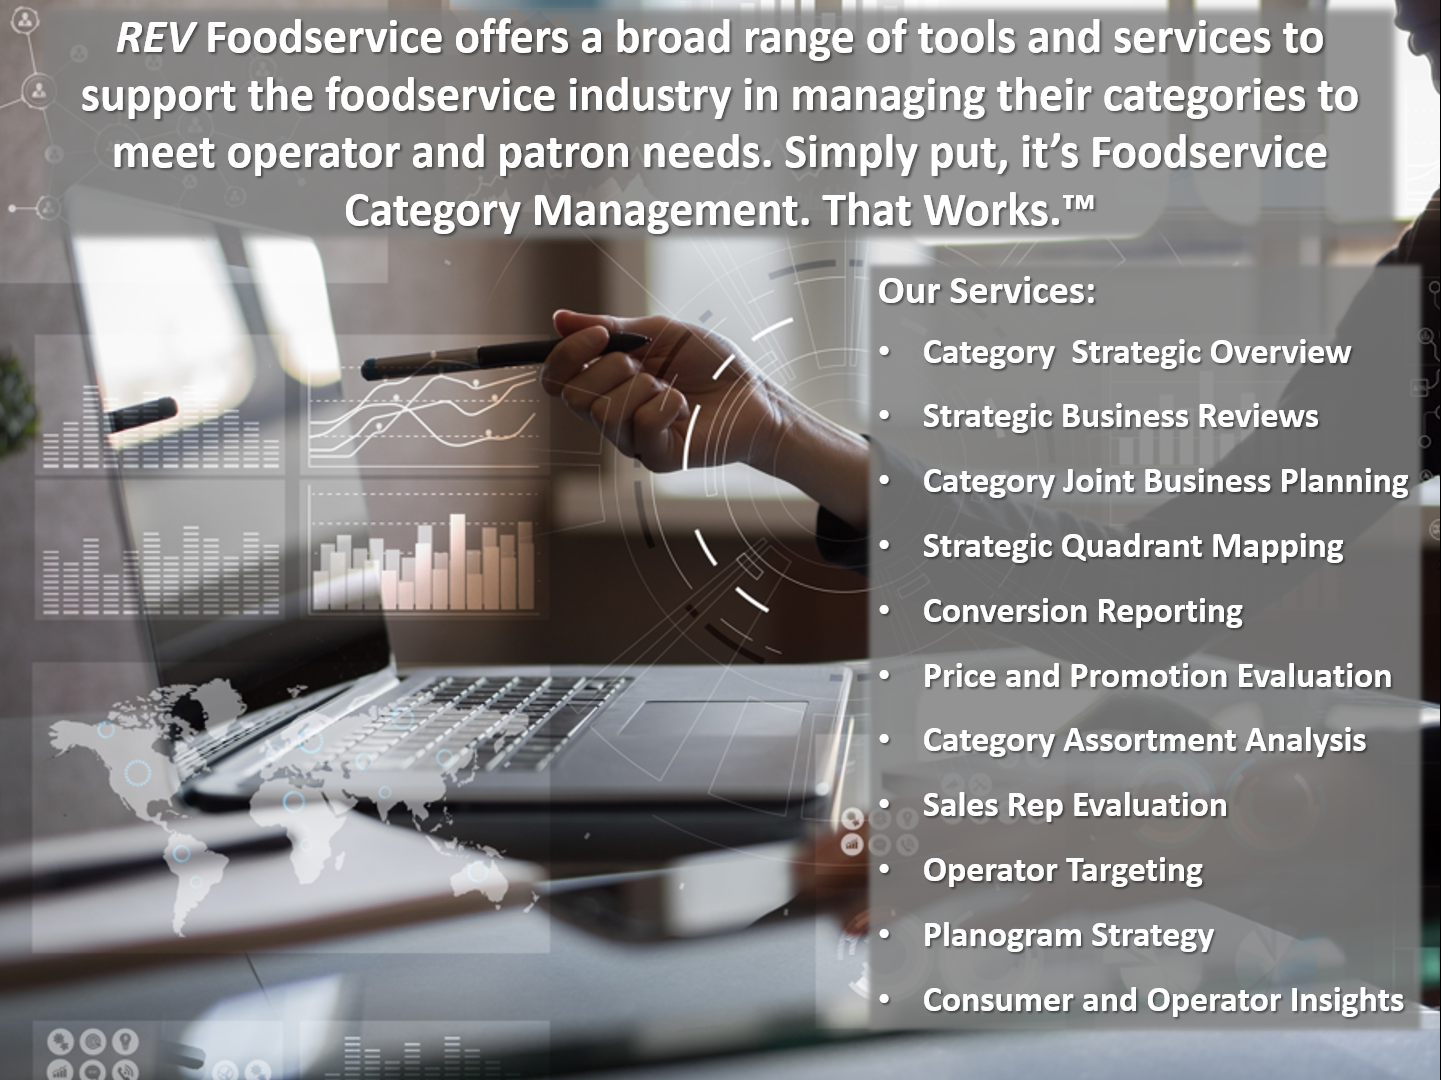 REV Foodservice offers a broad range of tools and services to
support the foodservice industry in managing their categories to
meet operator and patron needs. Simply put, it’s Foodservice
Category Management. That Works.™
Our Services:
• Category  Strategic Overview
• Strategic Business Reviews
• Category Joint Business Planning
• Strategic Quadrant Mapping
• Conversion Reporting
• Price and Promotion Evaluation
• Category Assortment Analysis
• Sales Rep Evaluation
• Operator Targeting
• Planogram Strategy
• Consumer and Operator Insights